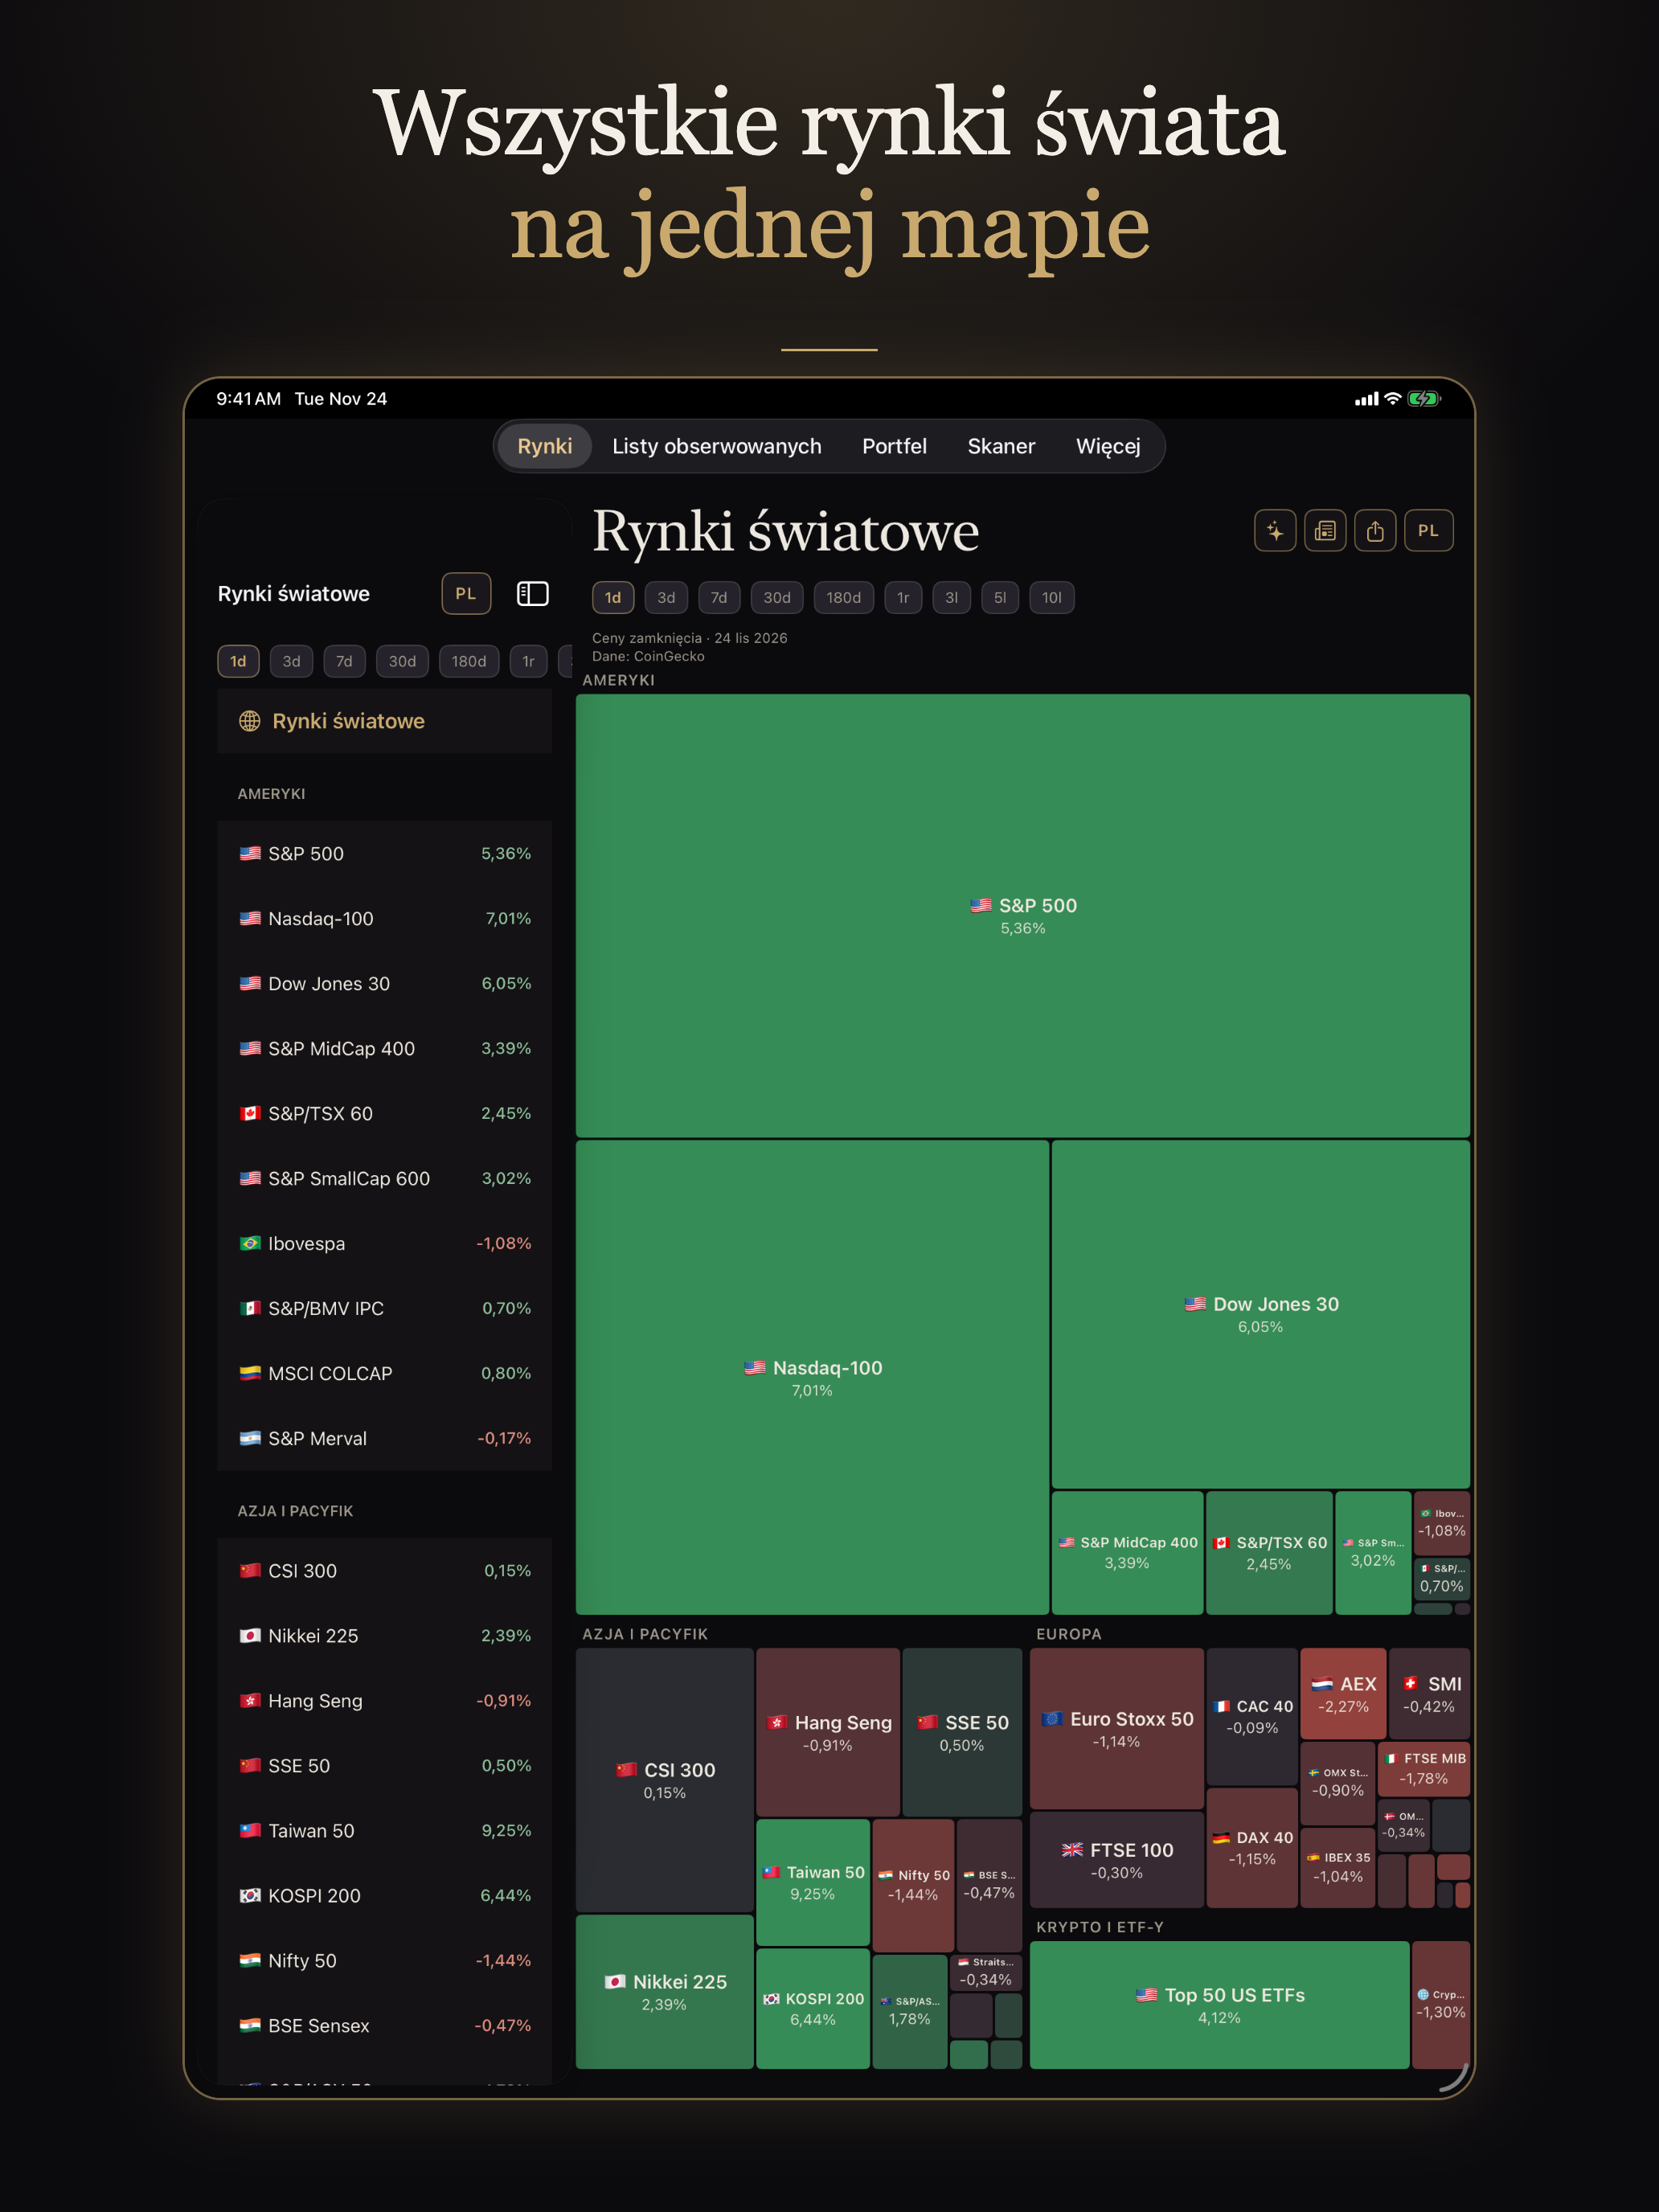 Wszystkie rynki świata
na jednej mapie
9:41 AM Tue Nov 24
Rynki Listy obserwowanych Portfel Skaner Więcej
Rynki światowe PL
1d 3d 7d 30d 180d 1r
Rynki światowe
AMERYKI
S&P 500 5,36%
Nasdaq-100 7,01%
Dow Jones 30 6,05%
S&P MidCap 400 3,39%
S&P/TSX 60 2,45%
S&P SmallCap 600 3,02%
Ibovespa -1,08%
S&P/BMV IPC 0,70%
MSCI COLCAP 0,80%
S&P Merval -0,17%
AZJA I PACYFIK
CSI 300 0,15%
Nikkei 225 2,39%
Hang Seng -0,91%
SSE 50 0,50%
Taiwan 50 9,25%
KOSPI 200 6,44%
Nifty 50 -1,44%
BSE Sensex -0,47%
Rynki światowe PL
1d 3d 7d 30d 180d 1r 3l 5l 10l
Ceny zamknięcia · 24 lis 2026
Dane: CoinGecko
AMERYKI
S&P 500
5,36%
Nasdaq-100
7,01%
Dow Jones 30
6,05%
S&P MidCap 400
3,39%
S&P/TSX 60
2,45%
S&P Sm...
3,02%
Ibov...
-1,08%
S&P/...
0,70%
AZJA I PACYFIK
CSI 300
0,15%
Hang Seng
-0,91%
SSE 50
0,50%
Taiwan 50
9,25%
Nifty 50
-1,44%
BSE S...
-0,47%
Nikkei 225
2,39%
KOSPI 200
6,44%
S&P/AS...
1,78%
Straits...
-0,34%
EUROPA
Euro Stoxx 50
-1,14%
CAC 40
-0,09%
AEX
-2,27%
SMI
-0,42%
OMX St...
-0,90%
FTSE MIB
-1,78%
FTSE 100
-0,30%
DAX 40
-1,15%
IBEX 35
-1,04%
OM...
-0,34%
KRYPTO I ETF-Y
Top 50 US ETFs
4,12%
Cryp...
-1,30%